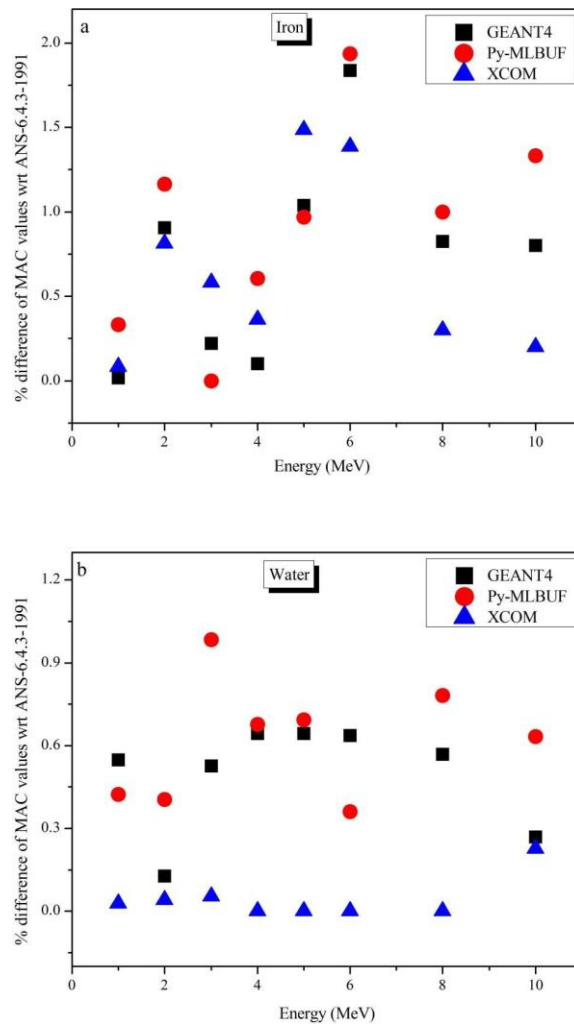 a
Iron
GEANT4
Py-MLBUF
XCOM
% difference of MAC values wrt ANS-6.4.3-1991
2.0
1.5
1.0
0.5
0.0
0 2 4 6 8 10
Energy (MeV)
b
Water
GEANT4
Py-MLBUF
XCOM
% difference of MAC values wrt ANS-6.4.3-1991
1.2
0.9
0.6
0.3
0.0
0 2 4 6 8 10
Energy (MeV)